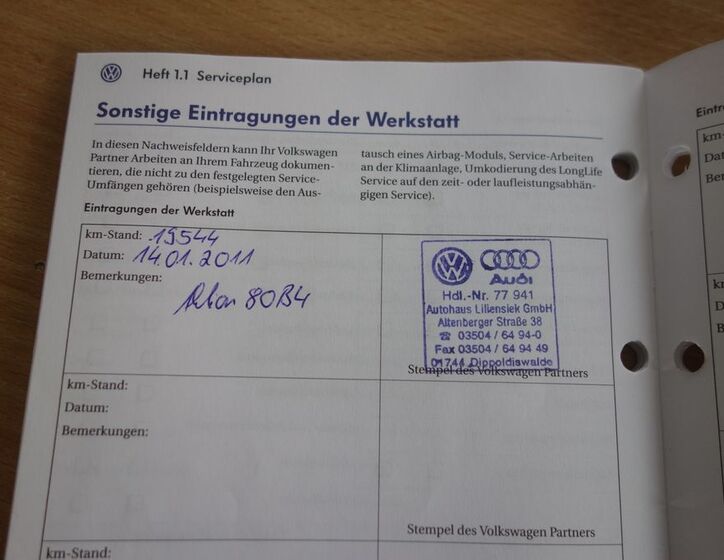 Heft 1.1 Serviceplan
Sonstige Eintragungen der Werkstatt
In diesen Nachweisfeldern kann Ihr Volkswagen
Partner Arbeiten an Ihrem Fahrzeug dokumen-
tieren, die nicht zu den festgelegten Service-
Umfängen gehören (beispielsweise den Aus-
tausch eines Airbag-Moduls, Service-Arbeiten
an der Klimaanlage, Umkodierung des LongLife
Service auf den zeit- oder laufleistungsabhän-
gigen Service).
Eintragungen der Werkstatt
km-Stand: 19544
Datum: 14.01.2011
Bemerkungen:
80B4
Audi
Hdl.-Nr. 77 941
Autohaus Liliensiek GmbH
Altenberger Straße 38
☎ 03504 / 64 94-0
Fax 03504 / 64 94 49
01744 Dippoldiswalde
Stempel des Volkswagen Partners
km-Stand:
Datum:
Bemerkungen:
Stempel des Volkswagen Partners
km-Stand:
km-
Dat
Be
k
D
B